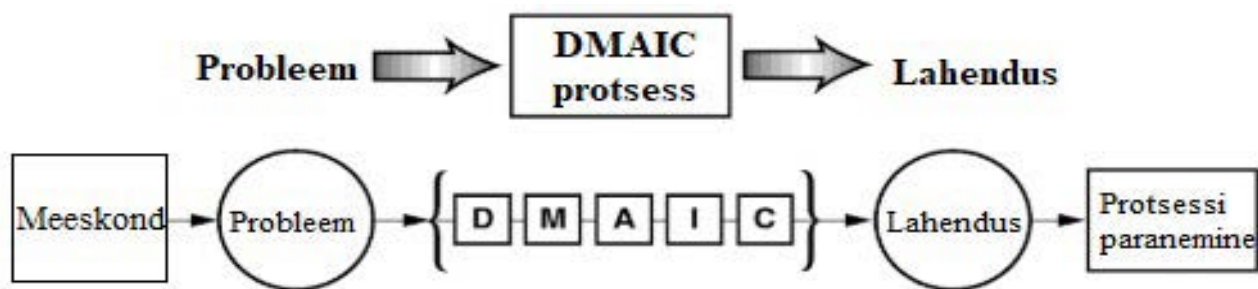 Probleem
DMAIC
protsess
Lahendus
Meeskond
Probleem
D M A I C
Lahendus
Protsessi
paranemine